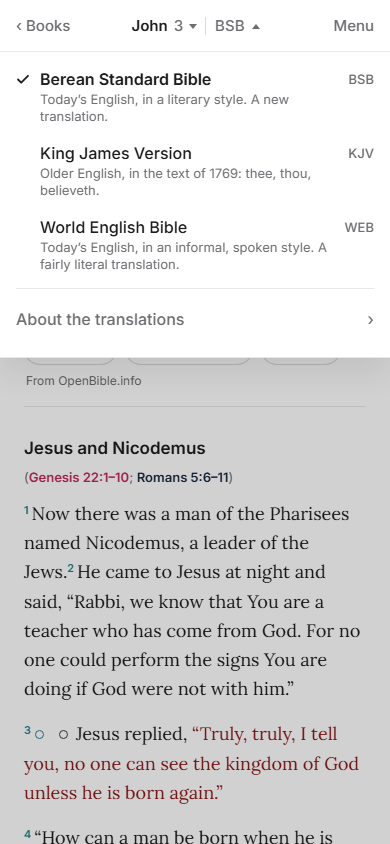 ‹ Books John 3 BSB Menu
Berean Standard Bible BSB
Today’s English, in a literary style. A new
translation.
King James Version KJV
Older English, in the text of 1769: thee, thou,
believeth.
World English Bible WEB
Today’s English, in an informal, spoken style. A
fairly literal translation.
About the translations ›
From OpenBible.info
Jesus and Nicodemus
(Genesis 22:1–10; Romans 5:6–11)
1 Now there was a man of the Pharisees
named Nicodemus, a leader of the
Jews. 2 He came to Jesus at night and
said, “Rabbi, we know that You are a
teacher who has come from God. For no
one could perform the signs You are
doing if God were not with him.”
3 Jesus replied, “Truly, truly, I tell
you, no one can see the kingdom of God
unless he is born again.”
4 “How can a man be born when he is